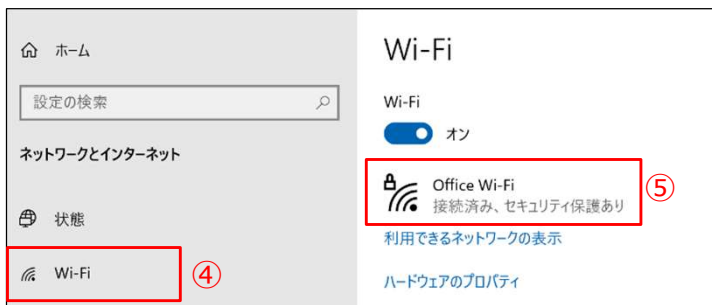 ホーム
設定の検索
ネットワークとインターネット
状態
Wi-Fi
④
Wi-Fi
Wi-Fi
オン
Office Wi-Fi
接続済み、セキュリティ保護あり
⑤
利用できるネットワークの表示
ハードウェアのプロパティ